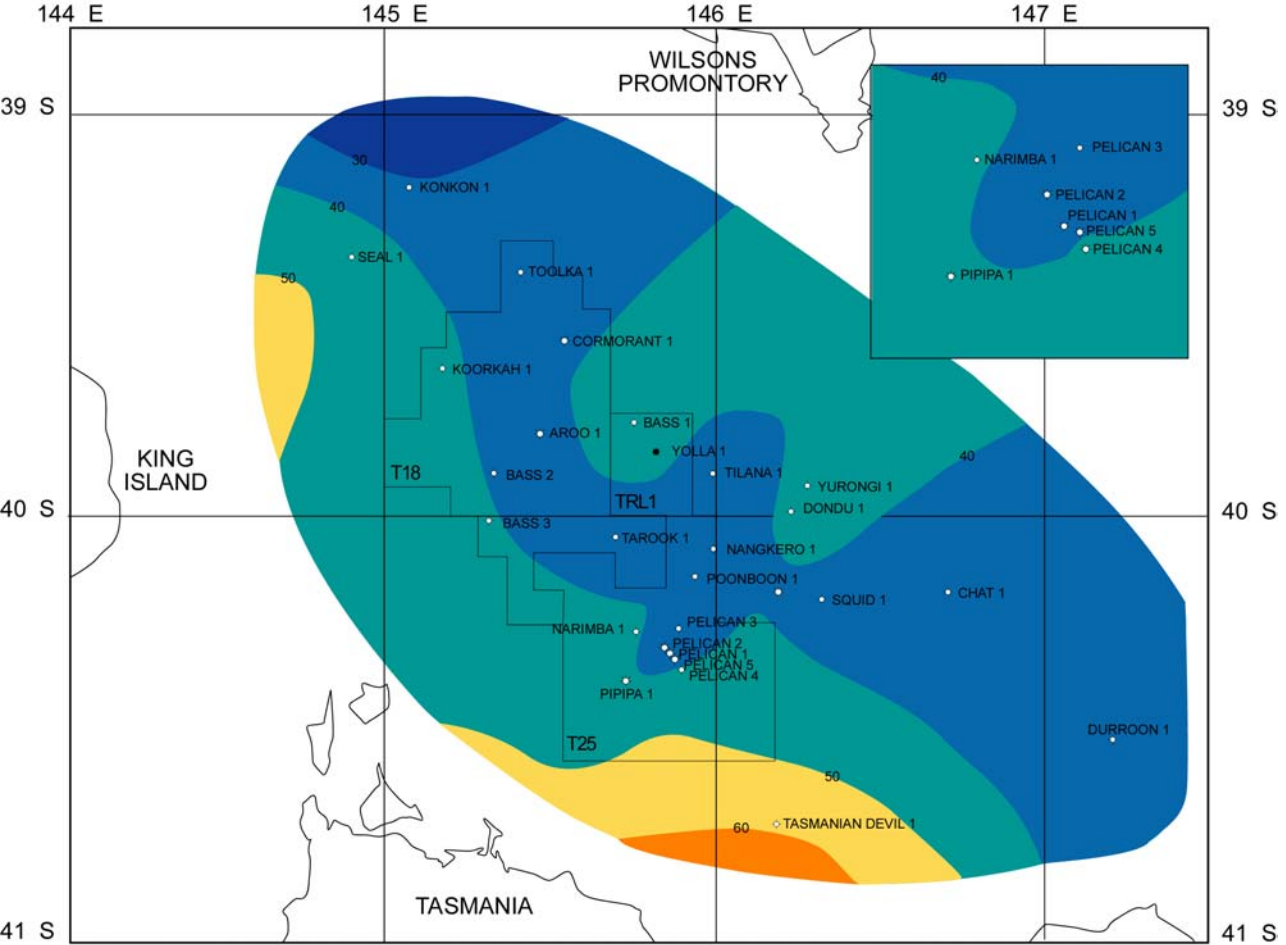 144 E
145 E
146 E
147 E
WILSONS
PROMONTORY
39 S
39 S
40
PELICAN 3
NARIMBA 1
PELICAN 2
PELICAN 1
PELICAN 5
PELICAN 4
PIPIPA 1
30
KONKON 1
40
SEAL 1
50
TOOLKA 1
CORMORANT 1
KOORKAH 1
BASS 1
AROO 1
YOLLA 1
KING
ISLAND
T18
BASS 2
TILANA 1
40
YURONGI 1
TRL1
DONDU 1
40 S
40 S
BASS 3
TAROOK 1
NANGKERO 1
POONBOON 1
SQUID 1
CHAT 1
NARIMBA 1
PELICAN 3
PELICAN 2
PELICAN 1
PELICAN 5
PELICAN 4
PIPIPA 1
T25
DURROON 1
50
60
TASMANIAN DEVIL 1
TASMANIA
41 S
41 S